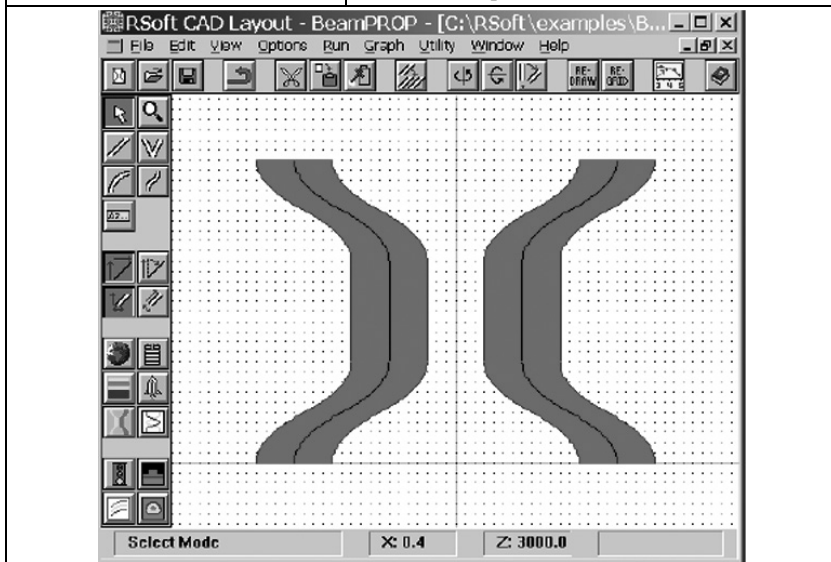 RSoft CAD Layout - BeamPROP - [C:\RSoft\examples\B...
File Edit View Options Run Graph Utility Window Help
RE-DRAW RE-GRID
Select Mode X: 0.4 Z: 3000.0